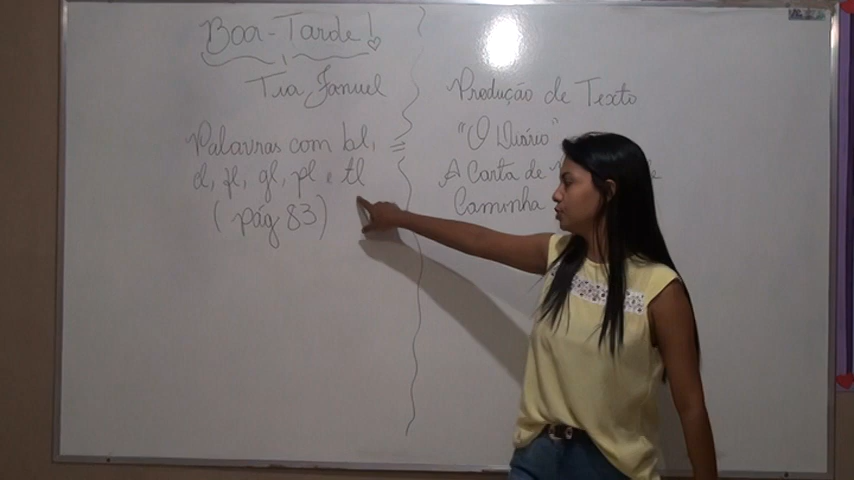 Boa-Tarde!
Tia Januel
Palavras com bl,
cl, fl, gl, pl e tl
(pág 83)
Produção de Texto
"O Diário"
A Carta de
Caminha